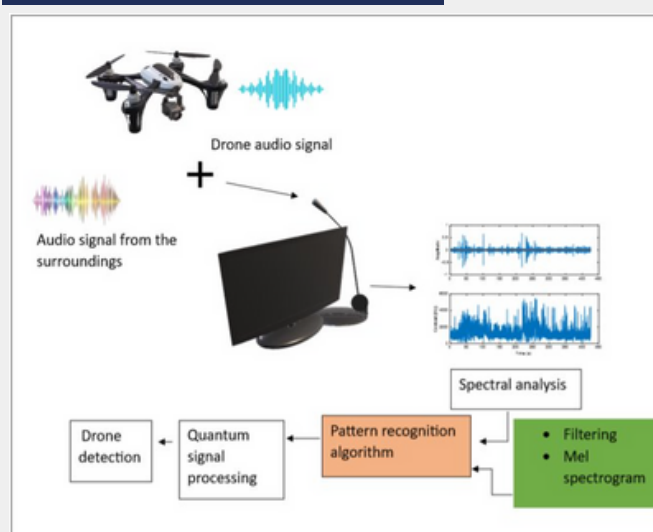 Drone audio signal
+
Audio signal from the
surroundings
Spectral analysis
Drone
detection
Quantum
signal
processing
Pattern recognition
algorithm
• Filtering
• Mel
spectrogram